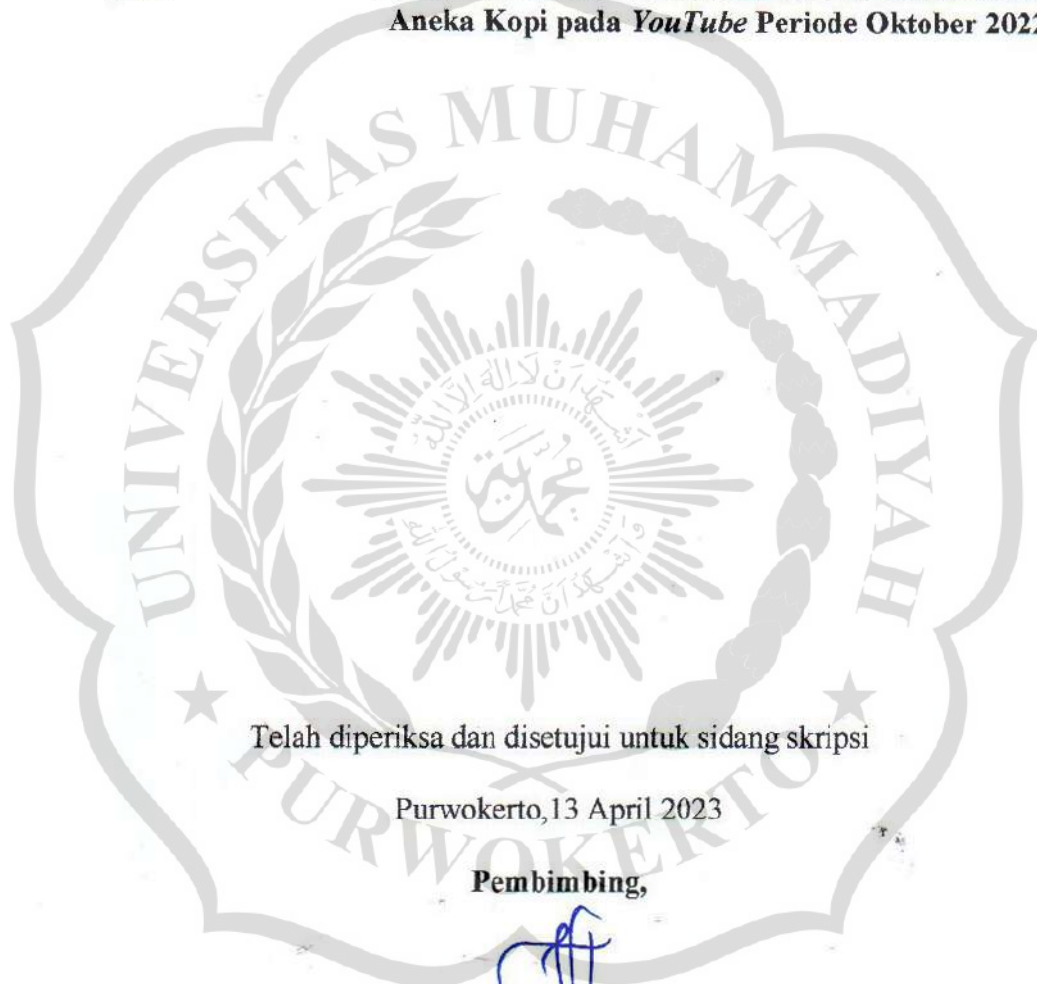 Aneka Kopi pada YouTube Periode Oktober 2022
UNIVERSITAS MUHAMMADIYAH
PURWOKERTO
Telah diperiksa dan disetujui untuk sidang skripsi
Purwokerto,13 April 2023
Pembimbing,